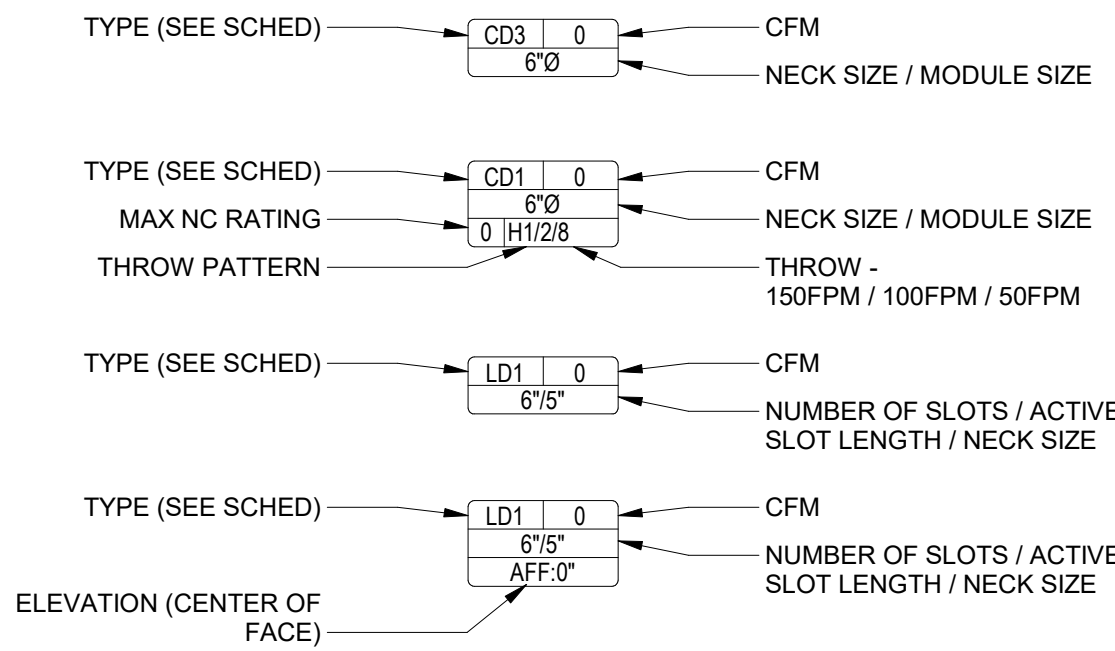 TYPE (SEE SCHED)
CD3 0
CFM
6"Ø
NECK SIZE / MODULE SIZE
TYPE (SEE SCHED)
CD1 0
CFM
MAX NC RATING
6"Ø
NECK SIZE / MODULE SIZE
0 H1/2/8
THROW PATTERN
THROW -
150FPM / 100FPM / 50FPM
TYPE (SEE SCHED)
LD1 0
CFM
6"/5"
NUMBER OF SLOTS / ACTIVE
SLOT LENGTH / NECK SIZE
TYPE (SEE SCHED)
LD1 0
CFM
6"/5"
NUMBER OF SLOTS / ACTIVE
SLOT LENGTH / NECK SIZE
AFF:0"
ELEVATION (CENTER OF
FACE)